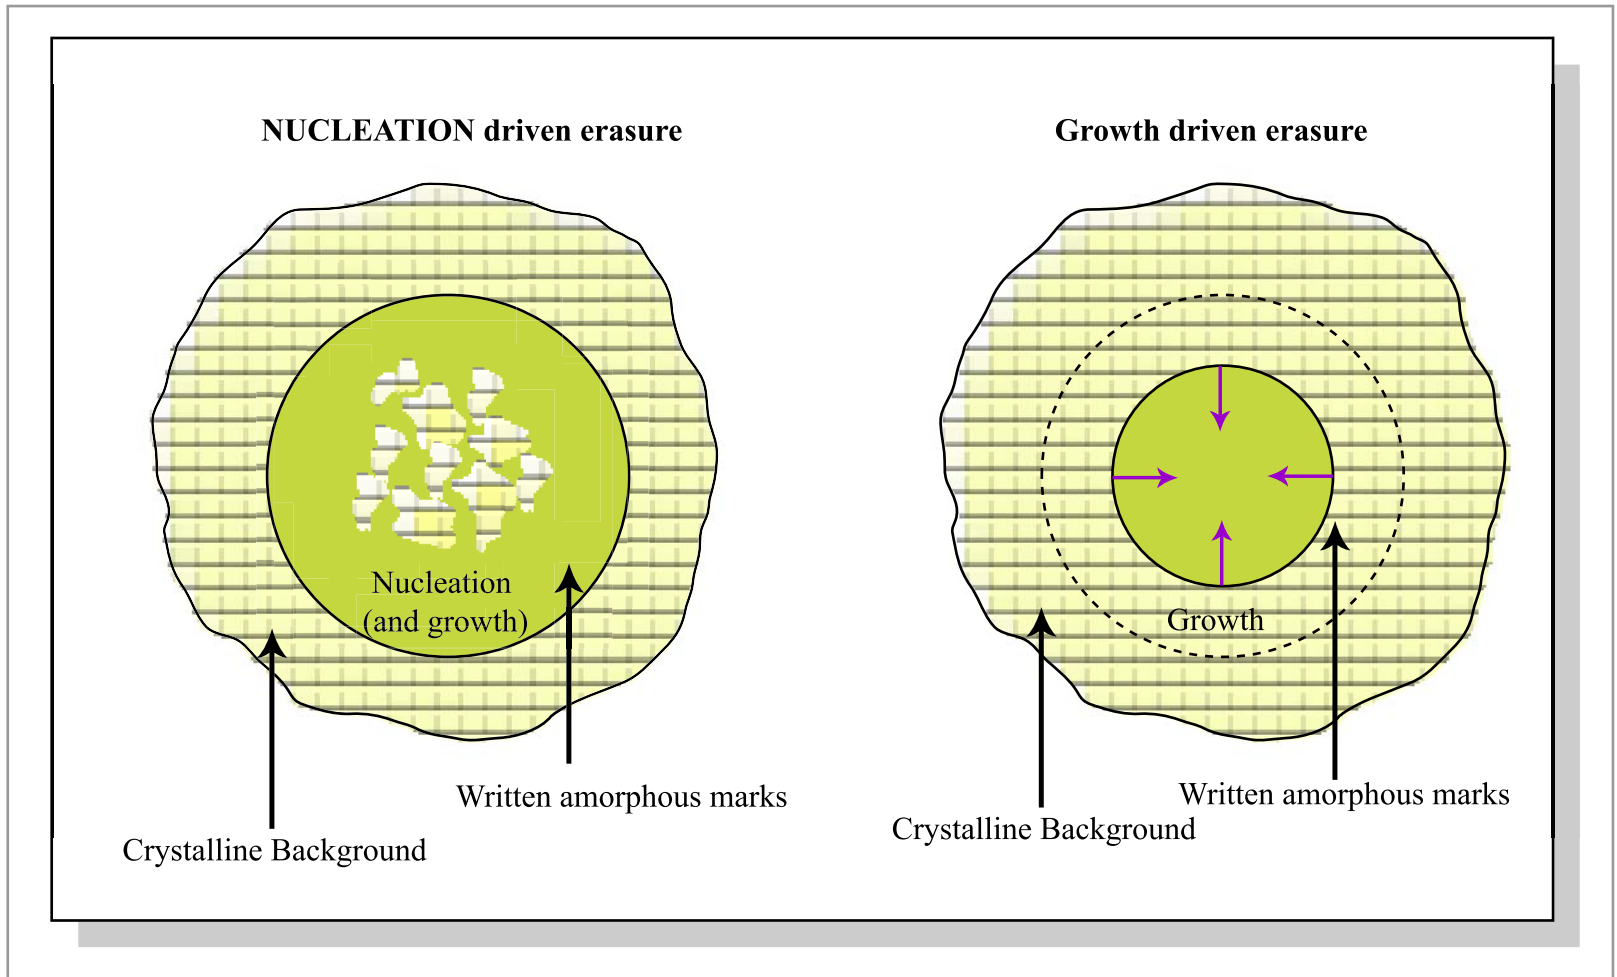 NUCLEATION driven erasure
Nucleation
(and growth)
Written amorphous marks
Crystalline Background
Growth driven erasure
Growth
Written amorphous marks
Crystalline Background